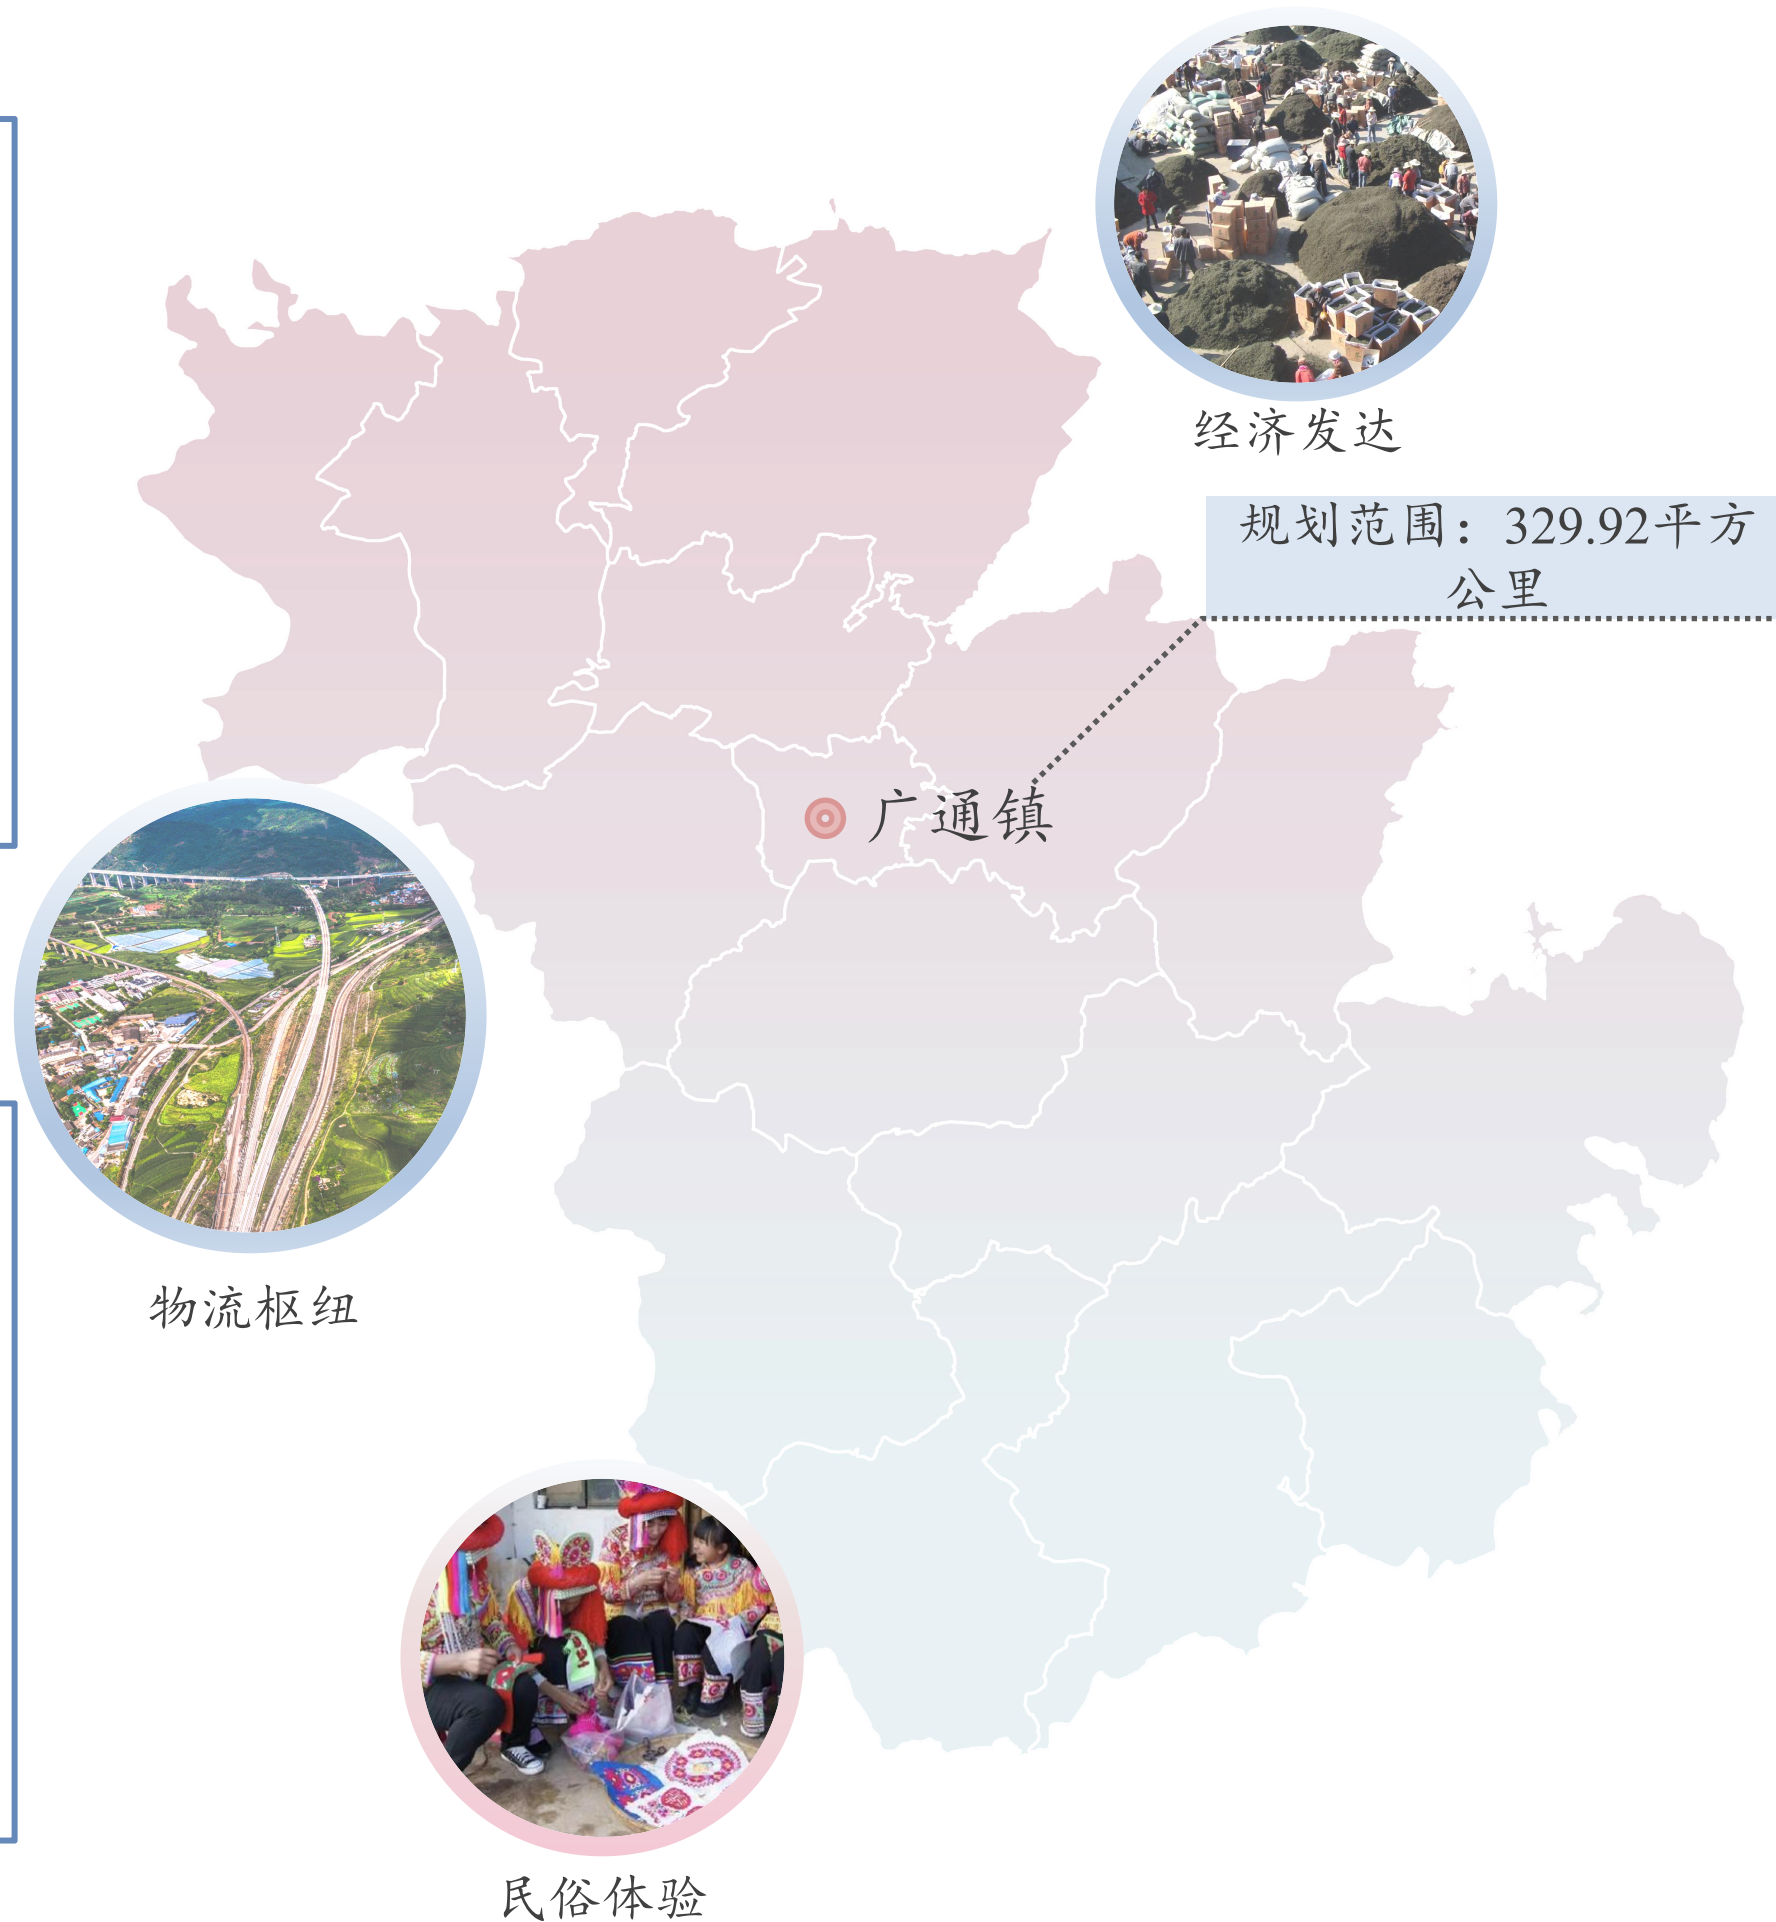 经济发达
规划范围：329.92平方
公里
广通镇
物流枢纽
民俗体验